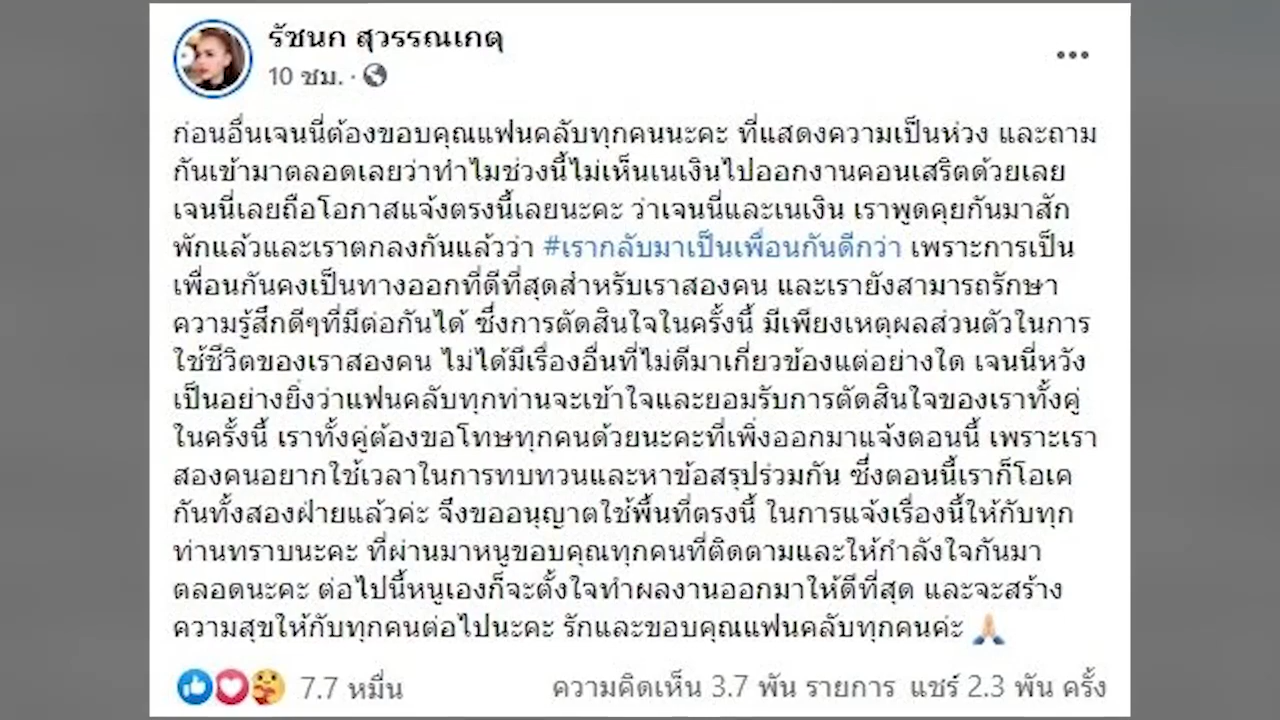 รัชนก สุวรรณเกตุ
10 ชม. ·
ก่อนอื่นเจนนี่ต้องขอบคุณแฟนคลับทุกคนนะคะ ที่แสดงความเป็นห่วง และถาม
กันเข้ามาตลอดเลยว่าทำไมช่วงนี้ไม่เห็นเนเงินไปออกงานคอนเสริตด้วยเลย
เจนนี่เลยถือโอกาสแจ้งตรงนี้เลยนะคะ ว่าเจนนี่และเนเงิน เราพูดคุยกันมาสัก
พักแล้วและเราตกลงกันแล้วว่า #เรากลับมาเป็นเพื่อนกันดีกว่า เพราะการเป็น
เพื่อนกันคงเป็นทางออกที่ดีที่สุดสำหรับเราสองคน และเรายังสามารถรักษา
ความรู้สึกดีๆที่มีต่อกันได้ ซึ่งการตัดสินใจในครั้งนี้ มีเพียงเหตุผลส่วนตัวในการ
ใช้ชีวิตของเราสองคน ไม่ได้มีเรื่องอื่นที่ไม่ดีมาเกี่ยวข้องแต่อย่างใด เจนนี่หวัง
เป็นอย่างยิ่งว่าแฟนคลับทุกท่านจะเข้าใจและยอมรับการตัดสินใจของเราทั้งคู่
ในครั้งนี้ เราทั้งคู่ต้องขอโทษทุกคนด้วยนะคะที่เพิ่งออกมาแจ้งตอนนี้ เพราะเรา
สองคนอยากใช้เวลาในการทบทวนและหาข้อสรุปร่วมกัน ซึ่งตอนนี้เราก็โอเค
กันทั้งสองฝ่ายแล้วค่ะ จึงขออนุญาตใช้พื้นที่ตรงนี้ ในการแจ้งเรื่องนี้ให้กับทุก
ท่านทราบนะคะ ที่ผ่านมาหนูขอบคุณทุกคนที่ติดตามและให้กำลังใจกันมา
ตลอดนะคะ ต่อไปนี้หนูเองก็จะตั้งใจทำผลงานออกมาให้ดีที่สุด และจะสร้าง
ความสุขให้กับทุกคนต่อไปนะคะ รักและขอบคุณแฟนคลับทุกคนค่ะ 🙏🏻
7.7 หมื่น ความคิดเห็น 3.7 พัน รายการ แชร์ 2.3 พัน ครั้ง